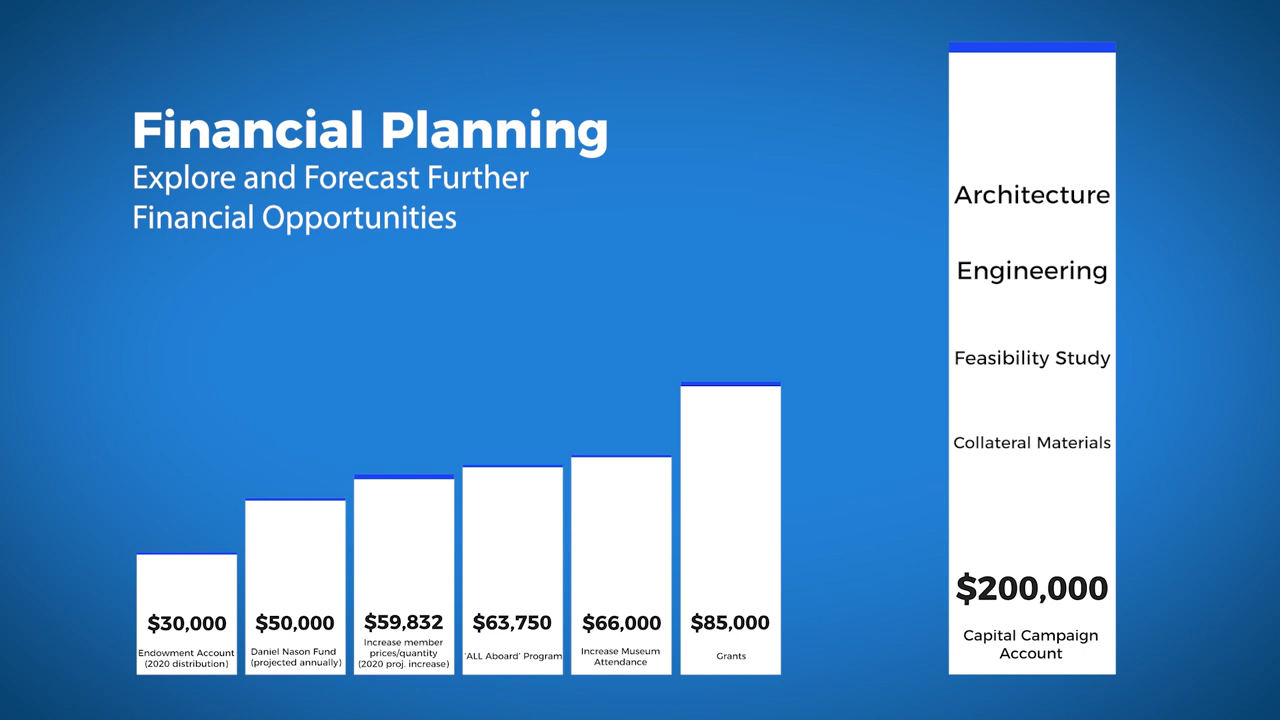 Financial Planning
Explore and Forecast Further
Financial Opportunities
$30,000
Endowment Account
(2020 distribution)
$50,000
Daniel Nason Fund
(projected annually)
$59,832
Increase member
prices/quantity
(2020 proj. increase)
$63,750
'ALL Aboard' Program
$66,000
Increase Museum
Attendance
$85,000
Grants
Architecture
Engineering
Feasibility Study
Collateral Materials
$200,000
Capital Campaign
Account